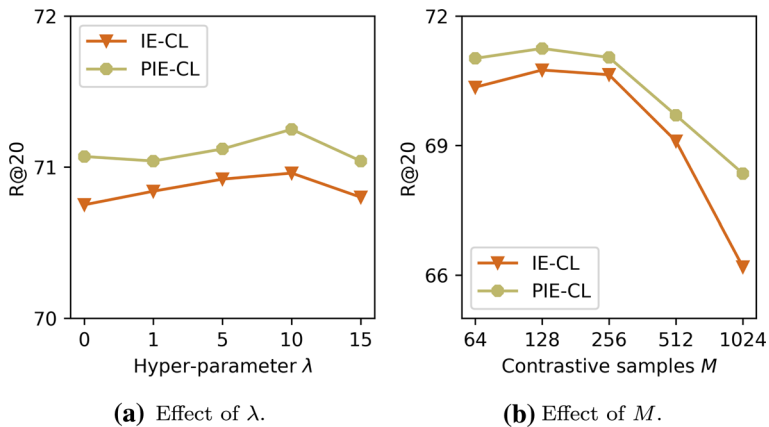 72
71
70
R@20
IE-CL
PIE-CL
0 1 5 10 15
Hyper-parameter λ
(a) Effect of λ.
72
69
66
R@20
IE-CL
PIE-CL
64 128 256 512 1024
Contrastive samples M
(b) Effect of M.